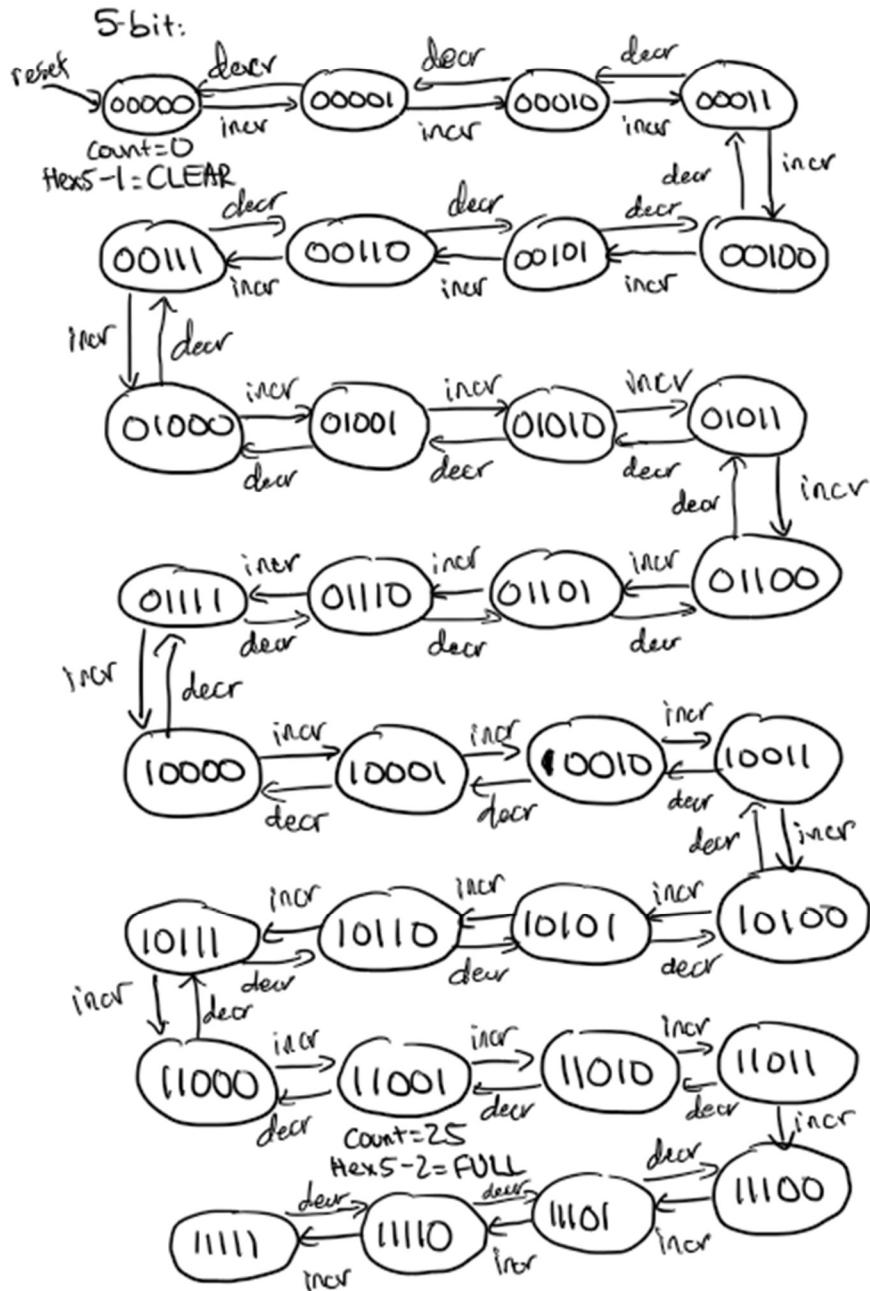 5-bit:
reset decr decr decr
00000 00001 00010 00011
incr incr incr
Count=0
Hex5-1=CLEAR
decr incr
decr decr decr
00111 00110 00101 00100
incr incr incr
incr decr
incr incr incr
01000 01001 01010 01011
decr decr decr
decr incr
incr incr incr
01111 01110 01101 01100
decr decr decr
incr decr
incr incr incr
10000 10001 10010 10011
decr decr decr
decr incr
incr incr incr
10111 10110 10101 10100
decr decr decr
incr decr
incr incr incr
11000 11001 11010 11011
decr decr decr
Count=25
Hex5-2=FULL
incr
decr decr decr
11111 11110 11101 11100
incr incr incr